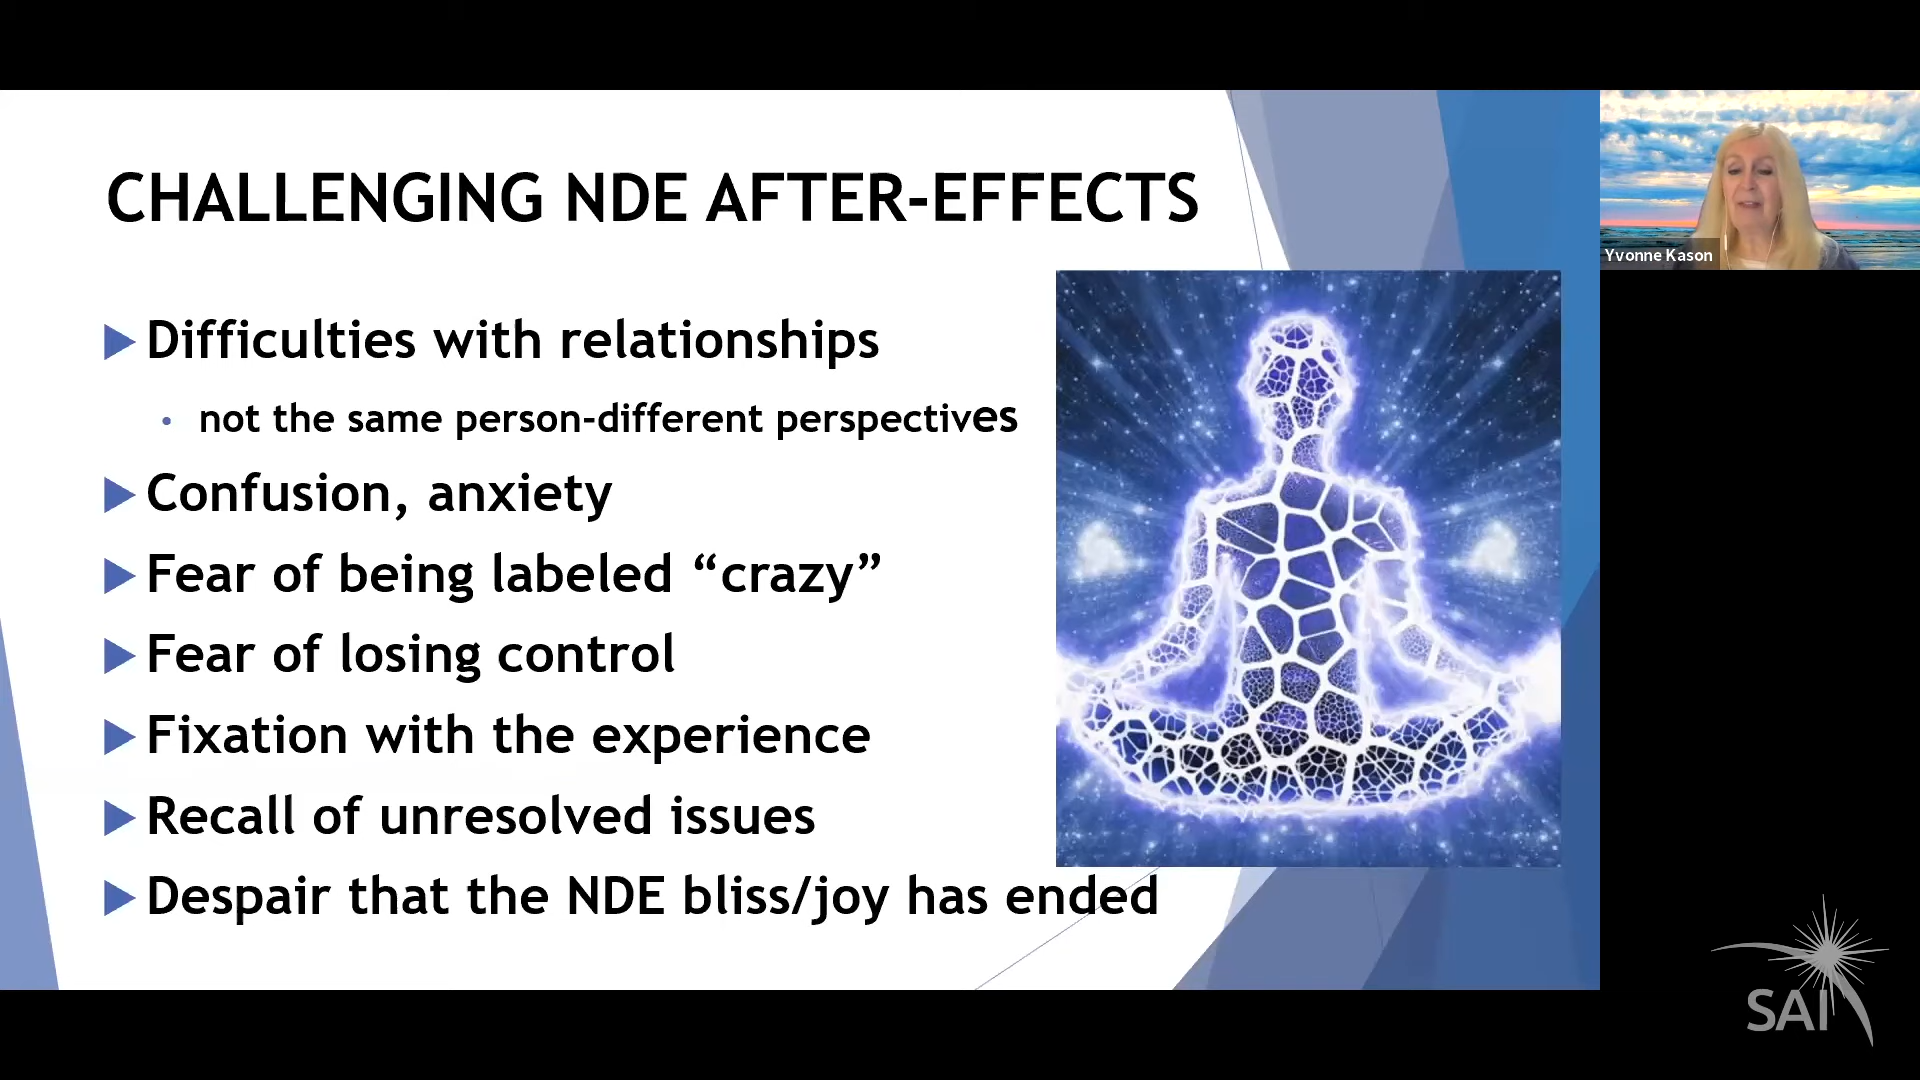 CHALLENGING NDE AFTER-EFFECTS
Difficulties with relationships
not the same person-different perspectives
Confusion, anxiety
Fear of being labeled “crazy”
Fear of losing control
Fixation with the experience
Recall of unresolved issues
Despair that the NDE bliss/joy has ended
Yvonne Kason
SAI